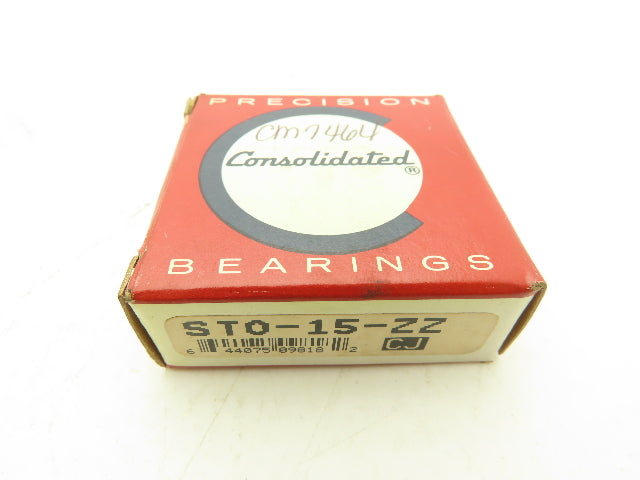 PRECISION
CM7464
Consolidated®
BEARINGS
STO-15-ZZ
6 44075 09818 2
CJ